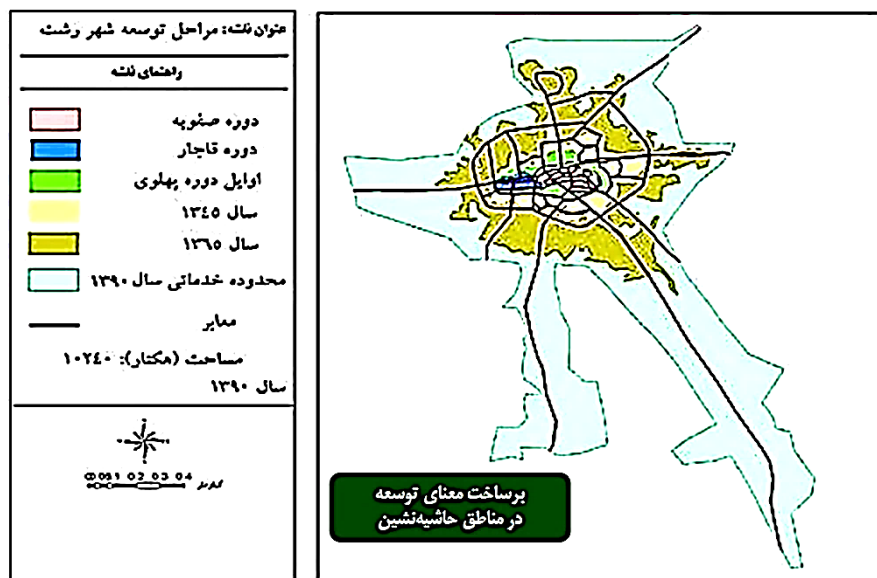 عنوان نقشه: مراحل توسعه شهر رشت
راهنمای نقشه
دوره صفویه
دوره قاجار
اوایل دوره پهلوی
سال ۱۳۴۵
سال ۱۳۶۵
محدوده خدماتی سال ۱۳۹۰
معابر
مساحت (هکتار): ۱۰۲۴۰
سال ۱۳۹۰
برساخت معنای توسعه
در مناطق حاشیه‌نشین